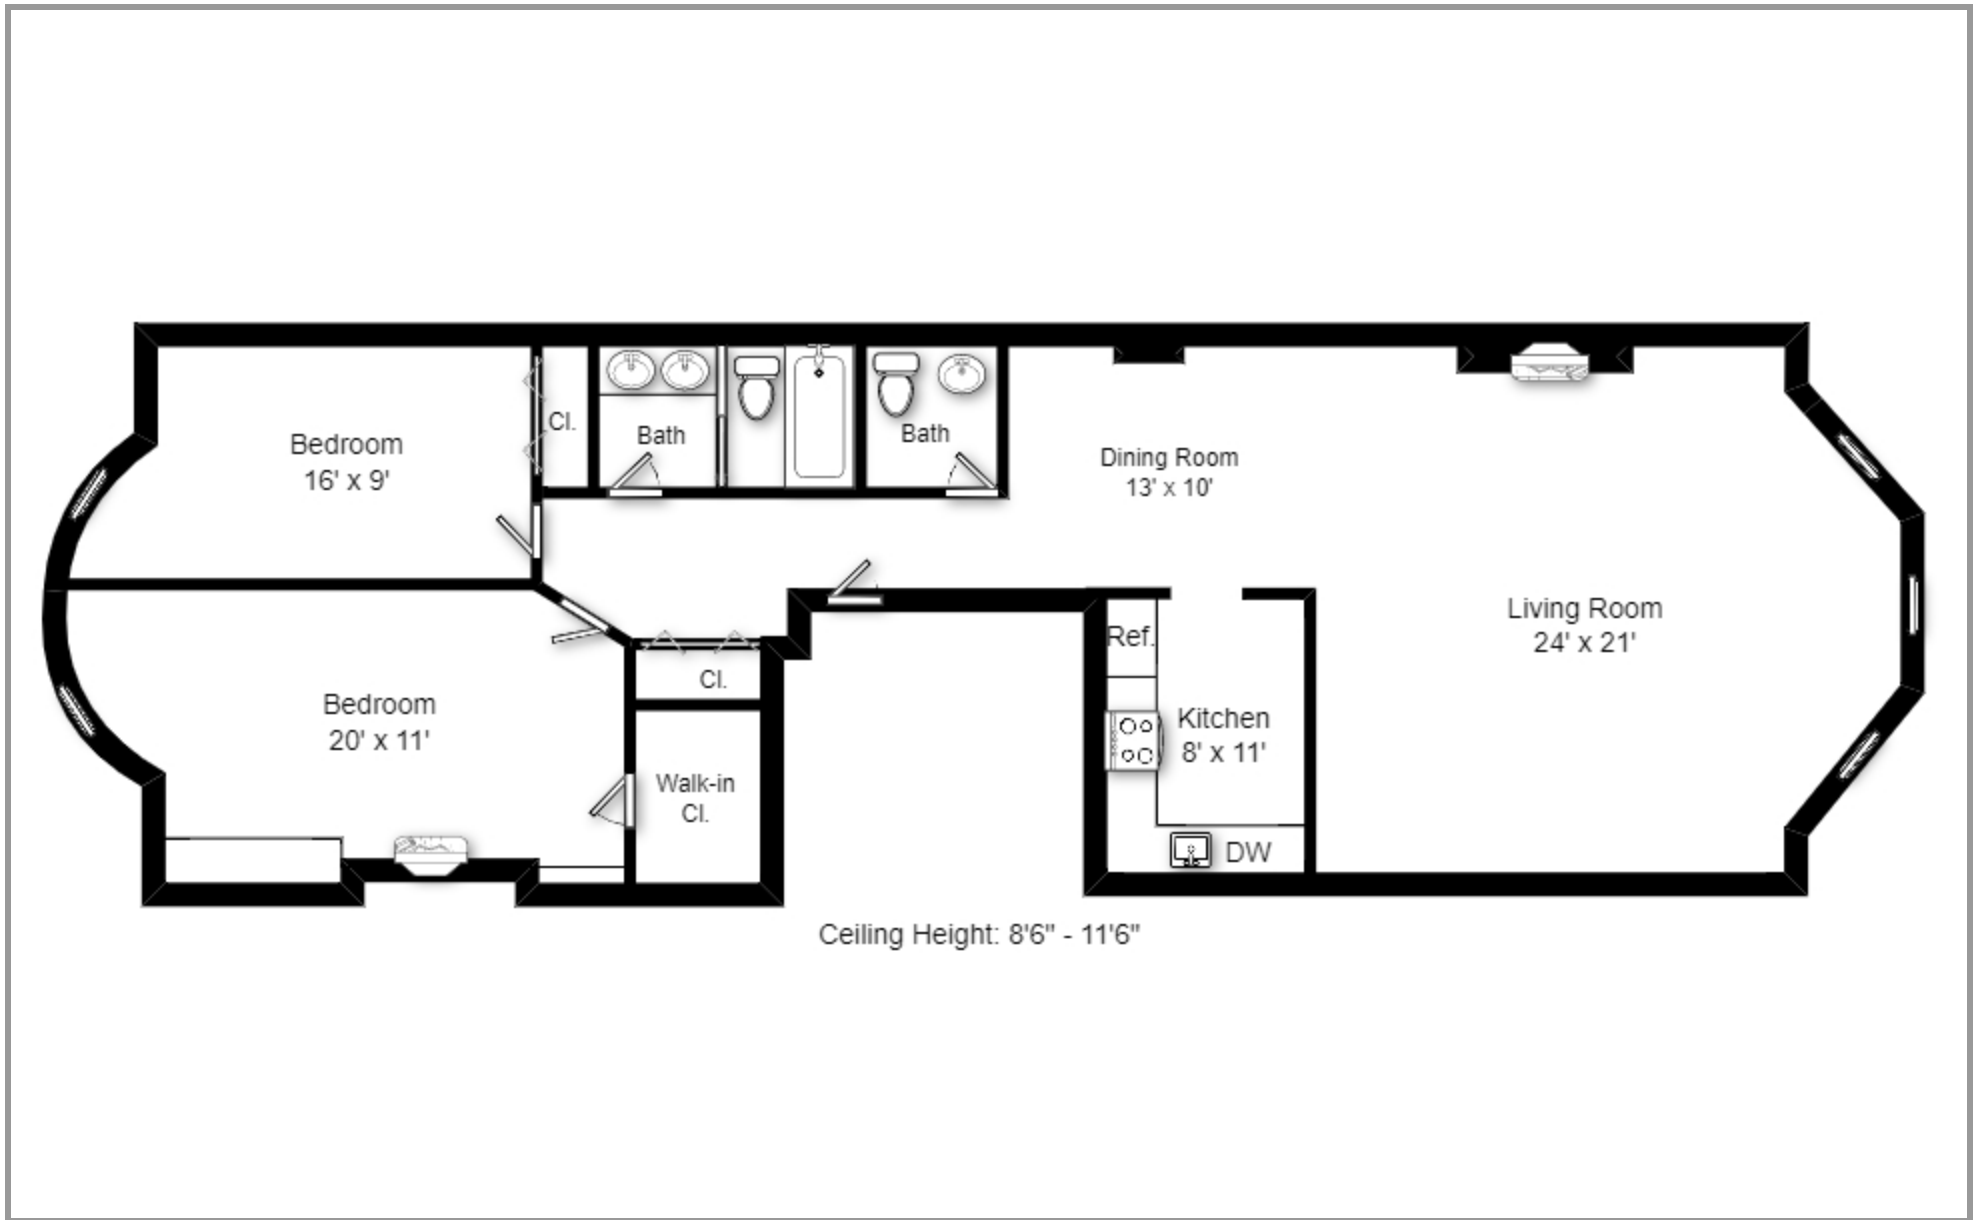 Bedroom
16' x 9'
Cl.
Bath
Bath
Dining Room
13' x 10'
Living Room
24' x 21'
Ref.
Kitchen
8' x 11'
DW
Bedroom
20' x 11'
Cl.
Walk-in
Cl.
Ceiling Height: 8'6" - 11'6"